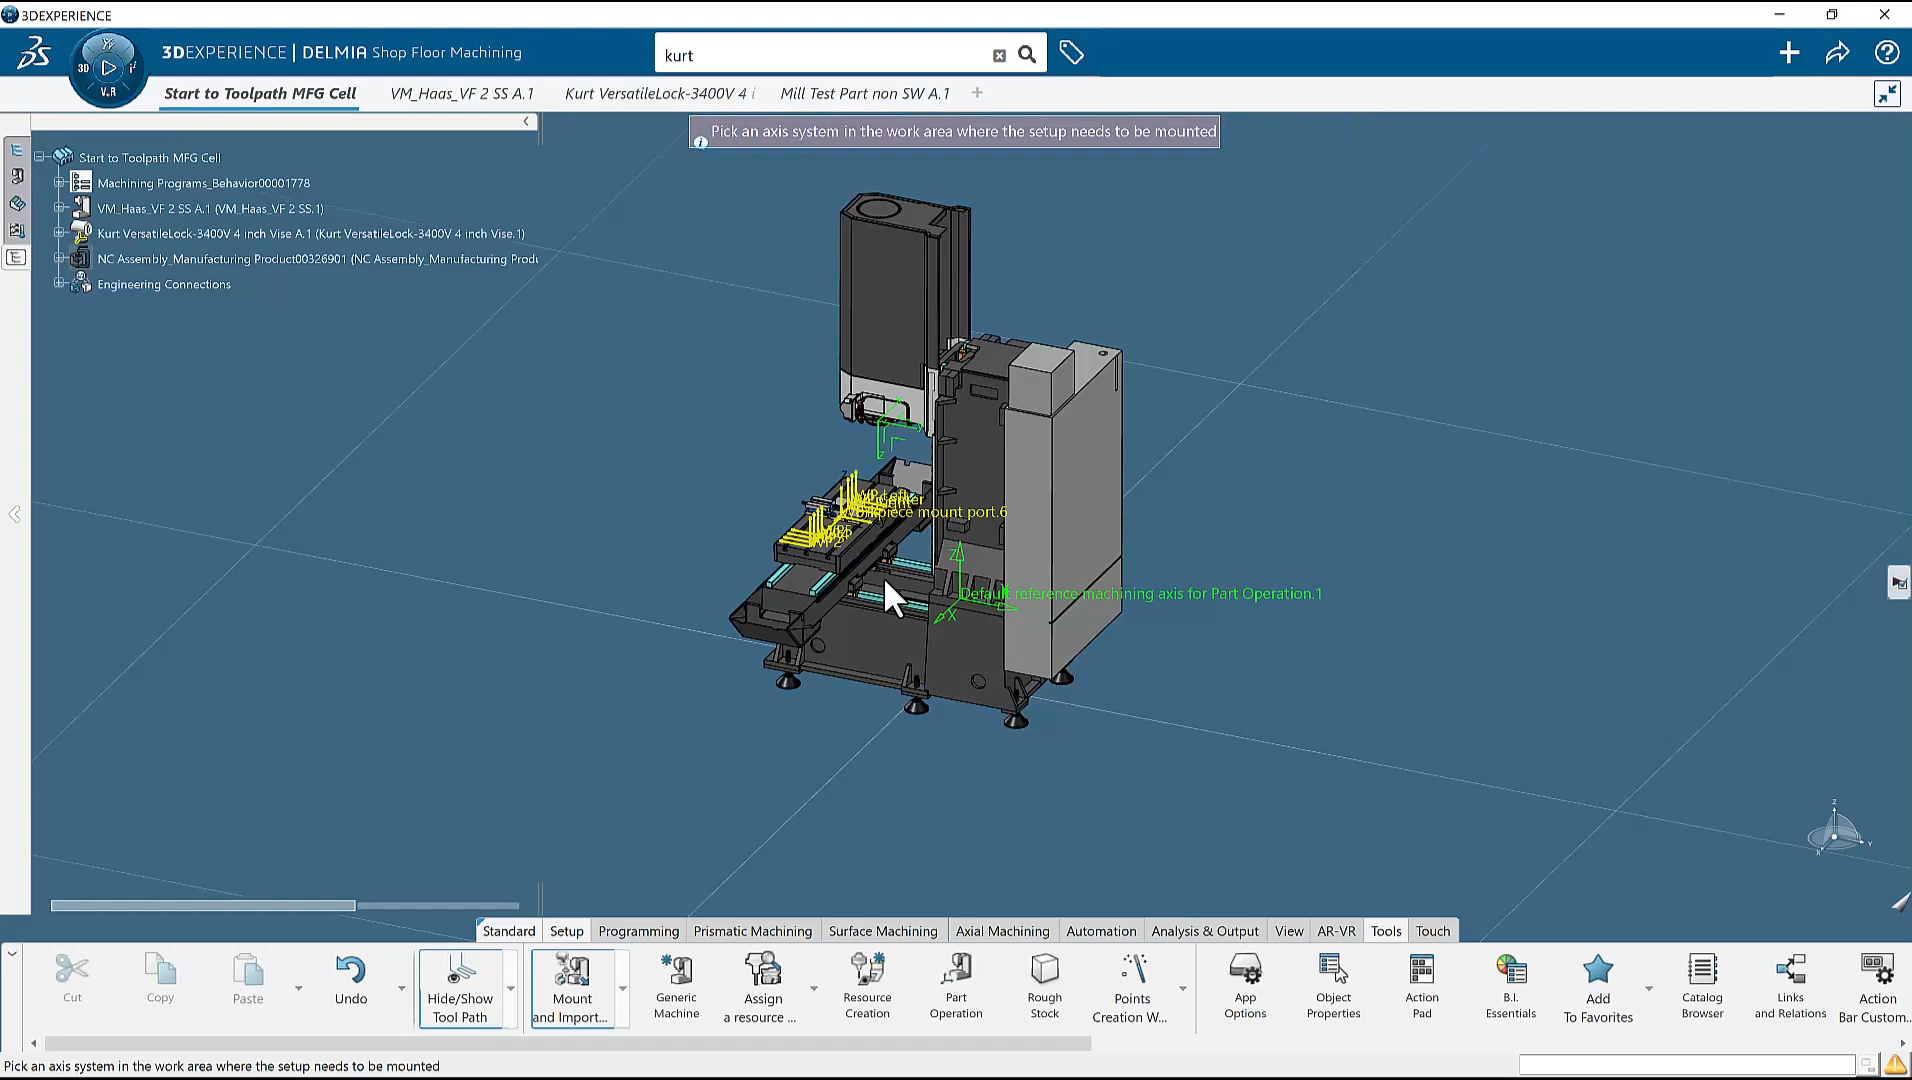 3DEXPERIENCE
3DEXPERIENCE | DELMIA Shop Floor Machining
kurt
3D
V.R
Start to Toolpath MFG Cell
VM_Haas_VF 2 SS A.1
Kurt VersatileLock-3400V 4 i
Mill Test Part non SW A.1
Pick an axis system in the work area where the setup needs to be mounted
Start to Toolpath MFG Cell
Machining Programs_Behavior00001778
VM_Haas_VF 2 SS A.1 (VM_Haas_VF 2 SS.1)
Kurt VersatileLock-3400V 4 inch Vise A.1 (Kurt VersatileLock-3400V 4 inch Vise.1)
NC Assembly_Manufacturing Product00326901 (NC Assembly_Manufacturing Produ
Engineering Connections
mount port.6
Z
Default reference machining axis for Part Operation.1
X
Standard
Setup
Programming
Prismatic Machining
Surface Machining
Axial Machining
Automation
Analysis & Output
View
AR-VR
Tools
Touch
Cut
Copy
Paste
Undo
Hide/Show
Tool Path
Mount
and Import...
Generic
Machine
Assign
a resource ...
Resource
Creation
Part
Operation
Rough
Stock
Points
Creation W...
App
Options
Object
Properties
Action
Pad
B.I.
Essentials
Add
To Favorites
Catalog
Browser
Links
and Relations
Action
Bar Custom...
Pick an axis system in the work area where the setup needs to be mounted